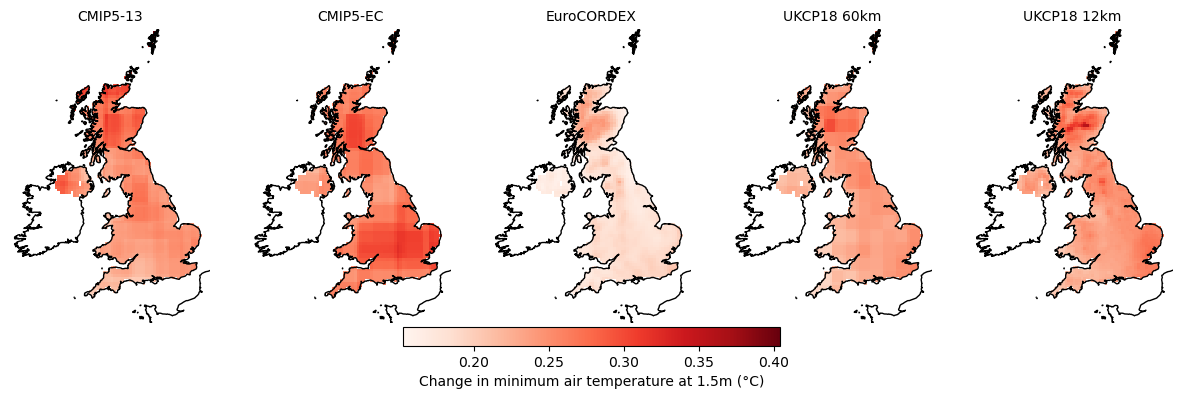 CMIP5-13 CMIP5-EC EuroCORDEX UKCP18 60km UKCP18 12km
0.20 0.25 0.30 0.35 0.40
Change in minimum air temperature at 1.5m (°C)